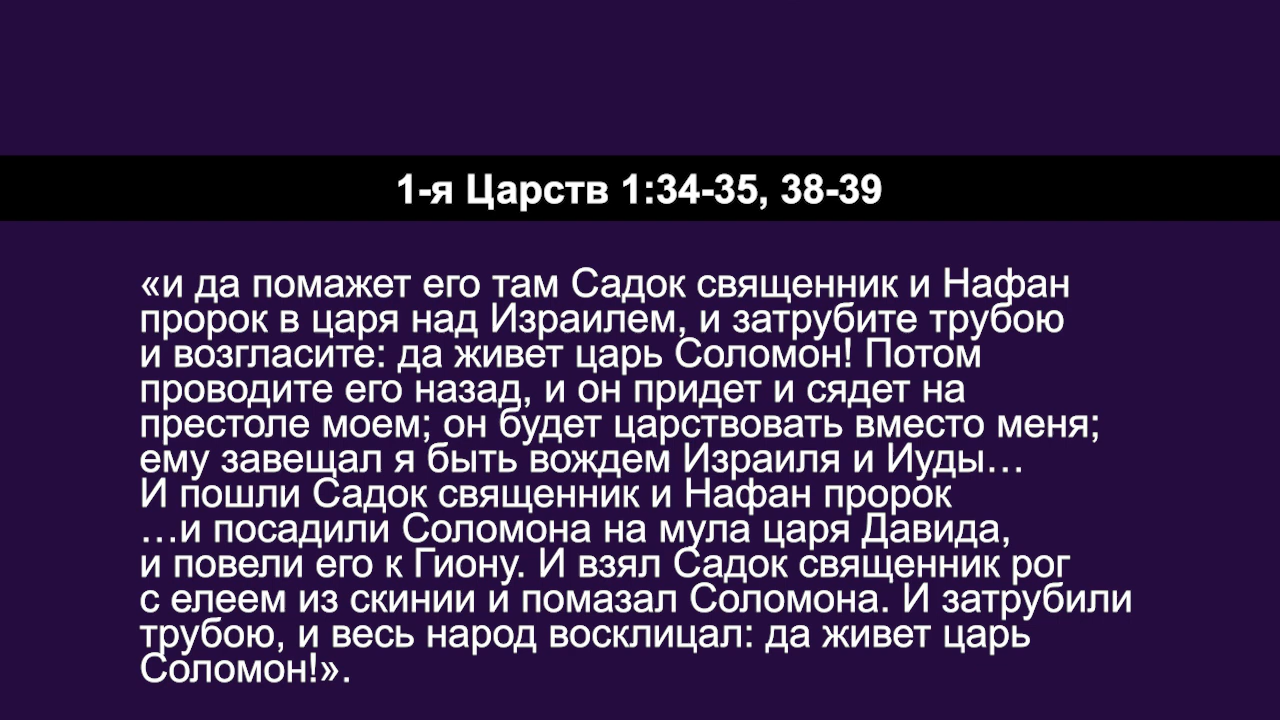 1-я Царств 1:34-35, 38-39
«и да помажет его там Садок священник и Нафан
пророк в царя над Израилем, и затрубите трубою
и возгласите: да живет царь Соломон! Потом
проводите его назад, и он придет и сядет на
престоле моем; он будет царствовать вместо меня;
ему завещал я быть вождем Израиля и Иуды…
И пошли Садок священник и Нафан пророк
…и посадили Соломона на мула царя Давида,
и повели его к Гиону. И взял Садок священник рог
с елеем из скинии и помазал Соломона. И затрубили
трубою, и весь народ восклицал: да живет царь
Соломон!».